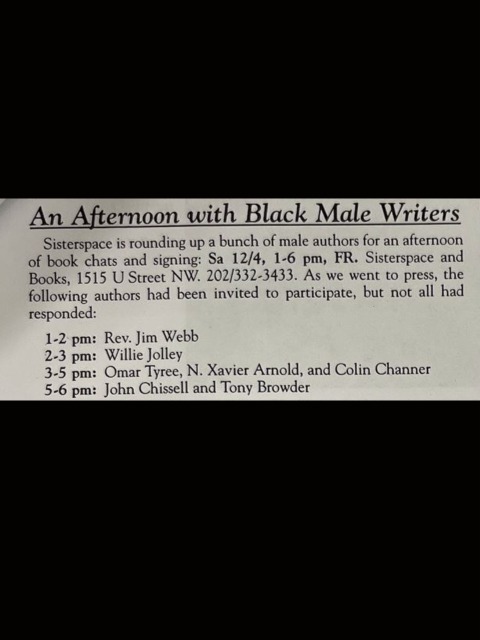 An Afternoon with Black Male Writers
Sisterspace is rounding up a bunch of male authors for an afternoon
of book chats and signing: Sa 12/4, 1-6 pm, FR. Sisterspace and
Books, 1515 U Street NW. 202/332-3433. As we went to press, the
following authors had been invited to participate, but not all had
responded:
1-2 pm: Rev. Jim Webb
2-3 pm: Willie Jolley
3-5 pm: Omar Tyree, N. Xavier Arnold, and Colin Channer
5-6 pm: John Chissell and Tony Browder